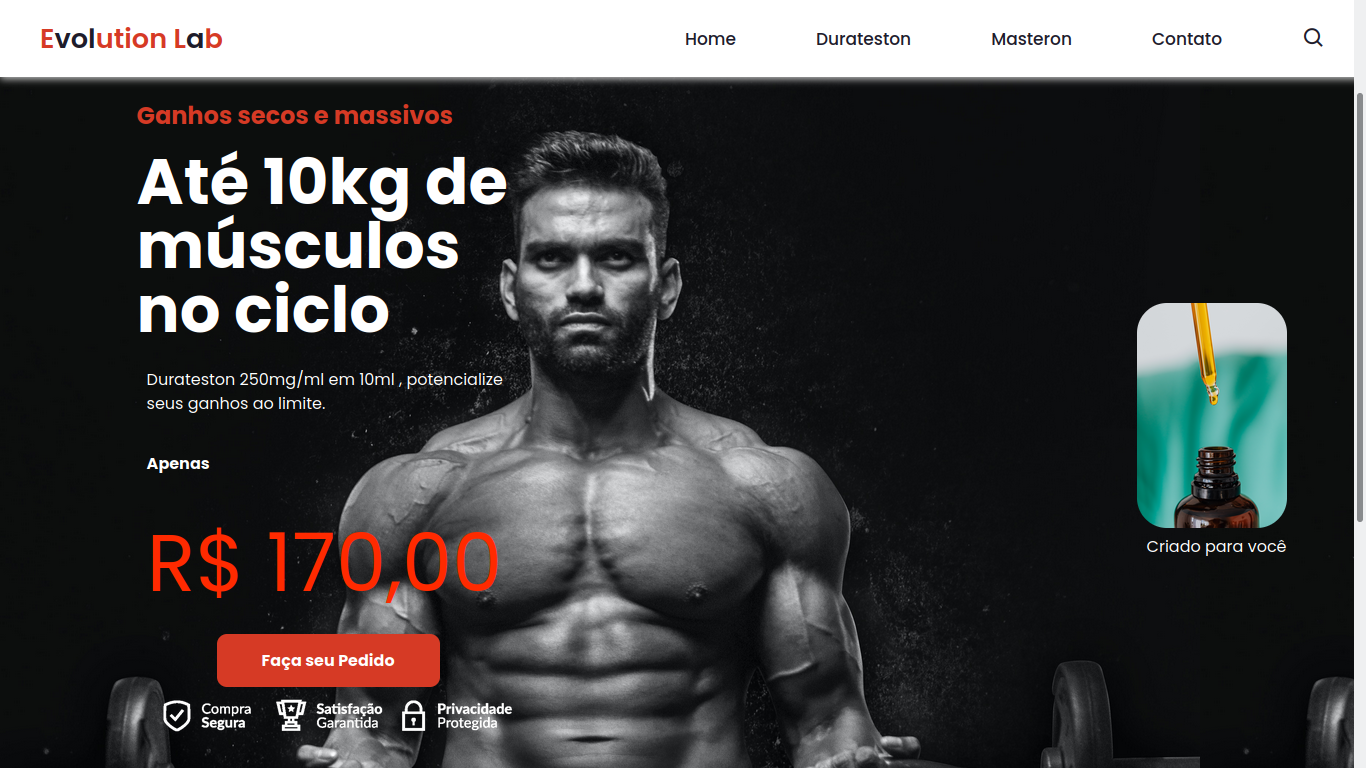 Evolution Lab
Home
Durateston
Masteron
Contato
Ganhos secos e massivos
Até 10kg de
músculos
no ciclo
Durateston 250mg/ml em 10ml , potencialize
seus ganhos ao limite.
Apenas
R$ 170,00
Faça seu Pedido
Compra
Segura
Satisfação
Garantida
Privacidade
Protegida
Criado para você